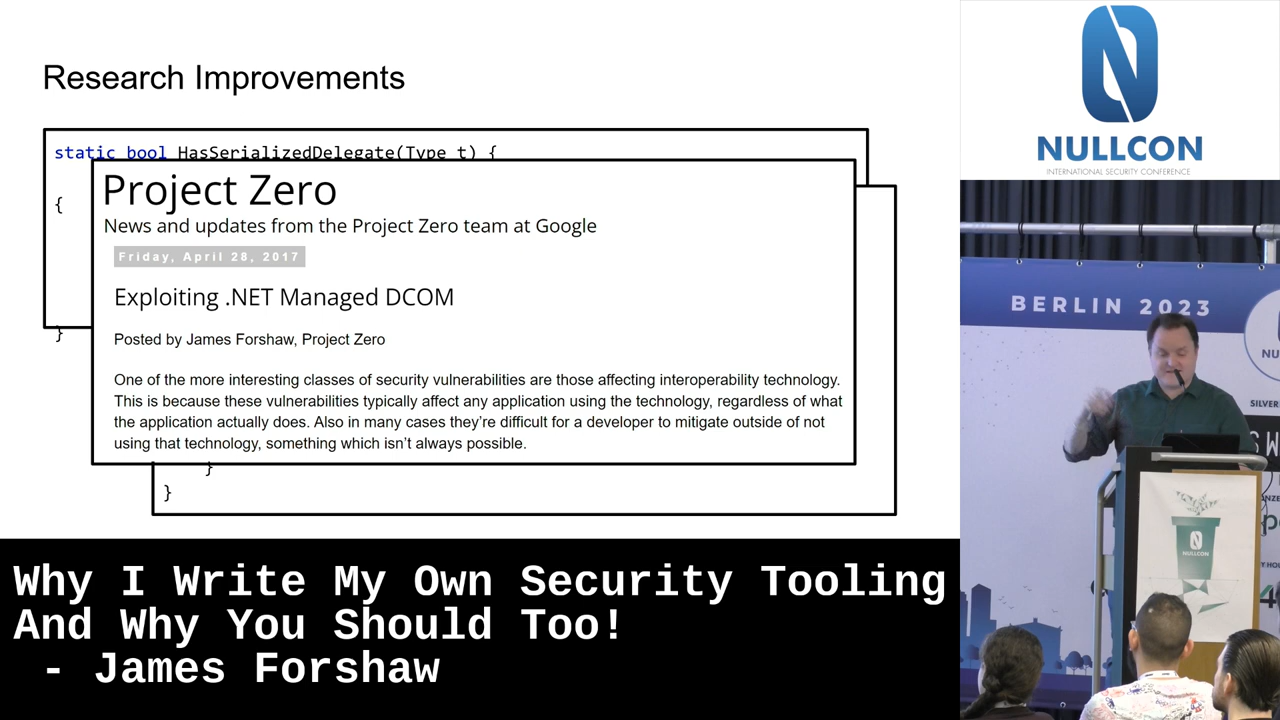 Research Improvements
static bool HasSerializedDelegate(Type t) {
{
}
Project Zero
News and updates from the Project Zero team at Google
Friday, April 28, 2017
Exploiting .NET Managed DCOM
Posted by James Forshaw, Project Zero
One of the more interesting classes of security vulnerabilities are those affecting interoperability technology.
This is because these vulnerabilities typically affect any application using the technology, regardless of what
the application actually does. Also in many cases they’re difficult for a developer to mitigate outside of not
using that technology, something which isn’t always possible.
}
}
Why I Write My Own Security Tooling
And Why You Should Too!
- James Forshaw
NULLCON
INTERNATIONAL SECURITY CONFERENCE
BERLIN 2023
NU
SILVER
NULLCON